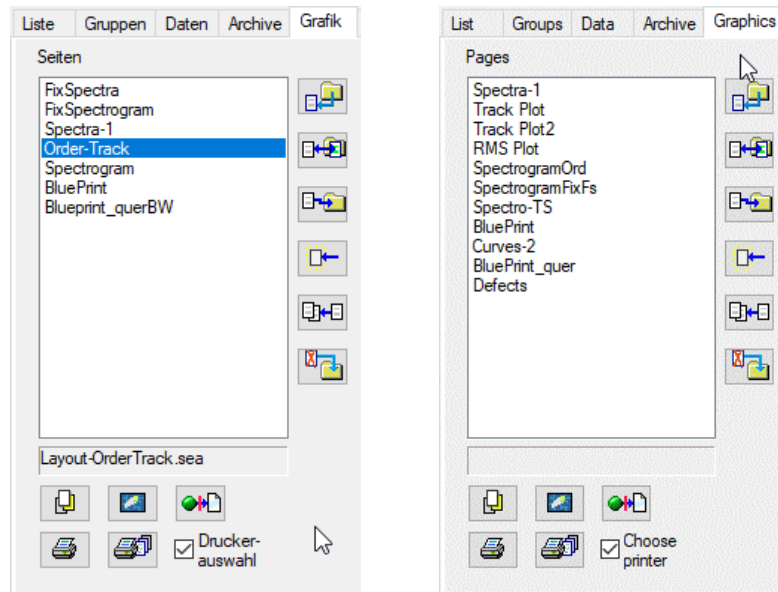 Liste Gruppen Daten Archive Grafik
Seiten
FixSpectra
FixSpectrogram
Spectra-1
Order-Track
Spectrogram
BluePrint
Blueprint_querBW
Layout-OrderTrack.sea
Drucker-
auswahl
List Groups Data Archive Graphics
Pages
Spectra-1
Track Plot
Track Plot2
RMS Plot
SpectrogramOrd
SpectrogramFixFs
Spectro-TS
BluePrint
Curves-2
BluePrint_quer
Defects
Choose
printer